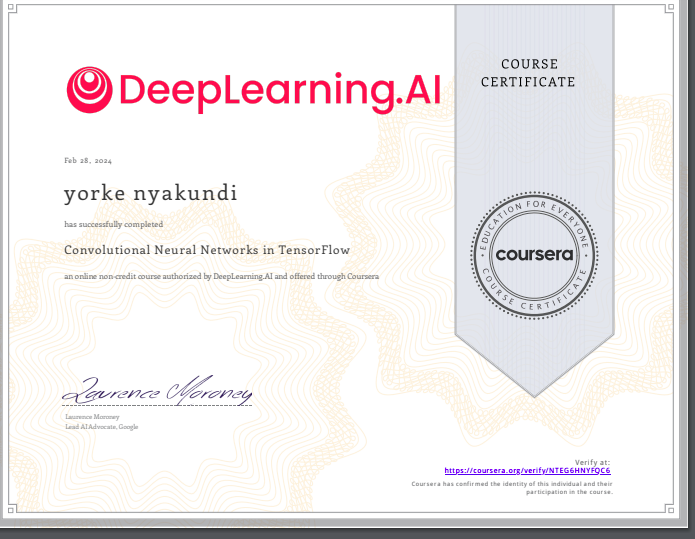 DeepLearning.AI
COURSE
CERTIFICATE
Feb 28, 2024
yorke nyakundi
has successfully completed
Convolutional Neural Networks in TensorFlow
an online non-credit course authorized by DeepLearning.AI and offered through Coursera
EDUCATION FOR EVERYONE
coursera
COURSE CERTIFICATE
Laurence Moroney
Laurence Moroney
Lead AI Advocate, Google
Verify at:
https://coursera.org/verify/NTEG6HNYFQC6
Coursera has confirmed the identity of this individual and their
participation in the course.